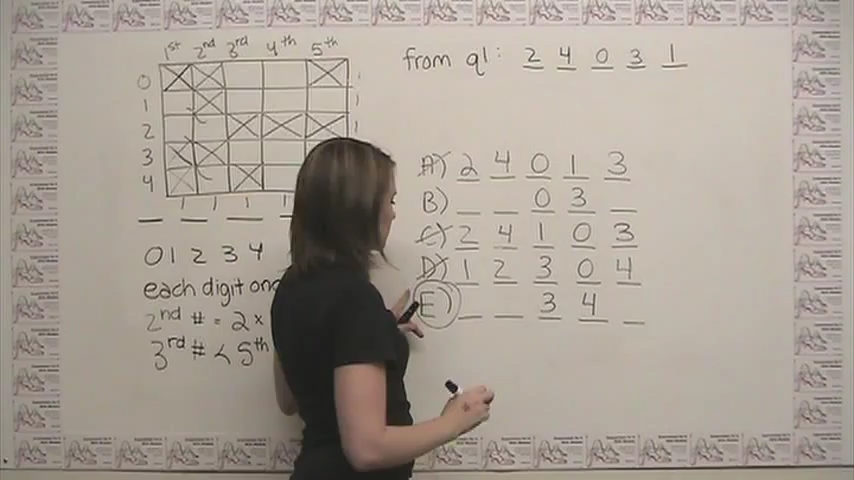 1st 2nd 3rd 4th 5th
0
1
2
3
4
0 1 2 3 4
each digit
2nd # = 2 x
3rd # < 5th
from q1: 2 4 0 3 1
A) 2 4 0 1 3
B) _ _ 0 3 _
C) 2 4 1 0 3
D) 1 2 3 0 4
E) _ _ 3 4 _